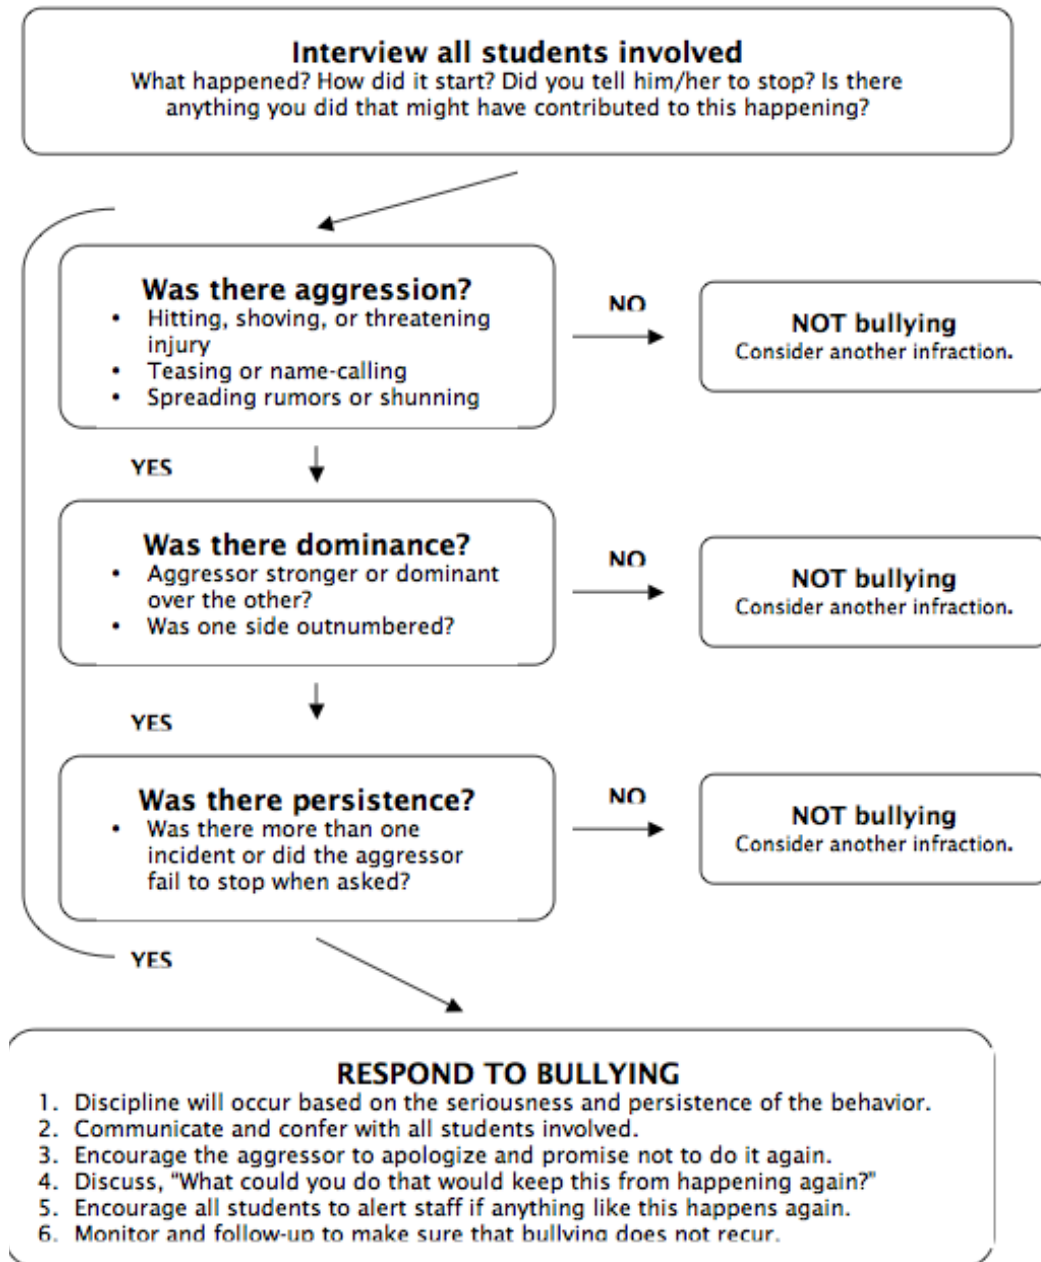 Interview all students involved
What happened? How did it start? Did you tell him/her to stop? Is there
anything you did that might have contributed to this happening?
Was there aggression?
• Hitting, shoving, or threatening
injury
• Teasing or name-calling
• Spreading rumors or shunning
NO
NOT bullying
Consider another infraction.
YES
Was there dominance?
• Aggressor stronger or dominant
over the other?
• Was one side outnumbered?
NO
NOT bullying
Consider another infraction.
YES
Was there persistence?
• Was there more than one
incident or did the aggressor
fail to stop when asked?
NO
NOT bullying
Consider another infraction.
YES
RESPOND TO BULLYING
1. Discipline will occur based on the seriousness and persistence of the behavior.
2. Communicate and confer with all students involved.
3. Encourage the aggressor to apologize and promise not to do it again.
4. Discuss, “What could you do that would keep this from happening again?”
5. Encourage all students to alert staff if anything like this happens again.
6. Monitor and follow-up to make sure that bullying does not recur.